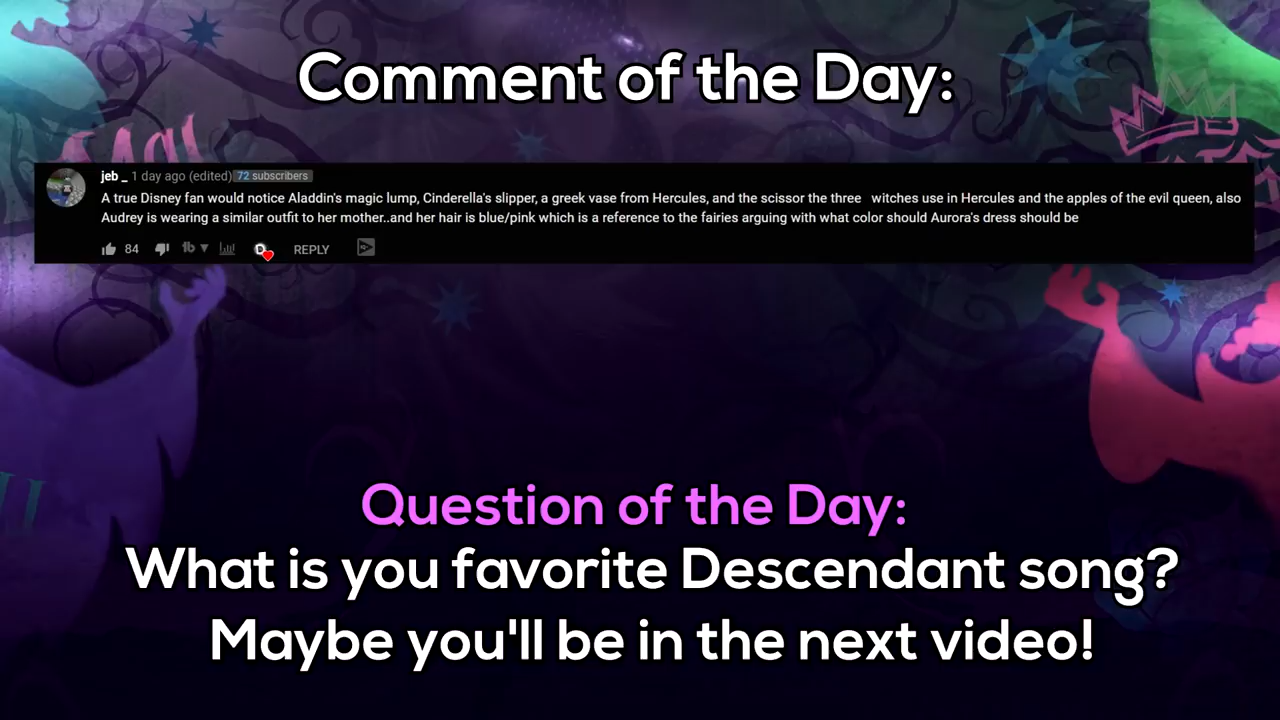 Comment of the Day:
jeb _ 1 day ago (edited) 72 subscribers
A true Disney fan would notice Aladdin's magic lump, Cinderella's slipper, a greek vase from Hercules, and the scissor the three witches use in Hercules and the apples of the evil queen, also
Audrey is wearing a similar outfit to her mother..and her hair is blue/pink which is a reference to the fairies arguing with what color should Aurora's dress should be
84 REPLY
Question of the Day:
What is you favorite Descendant song?
Maybe you'll be in the next video!